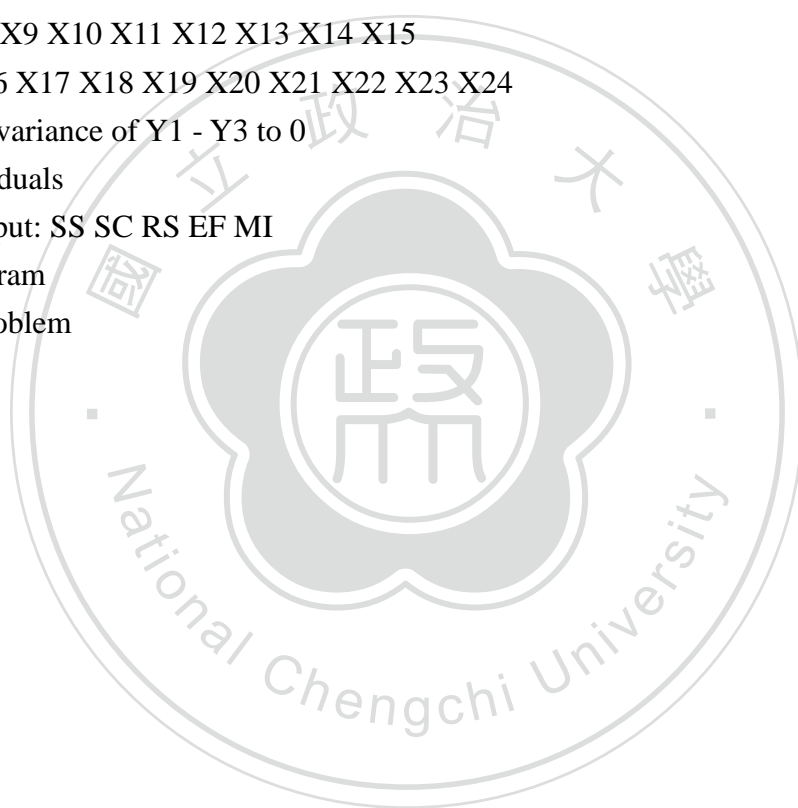 X9 X10 X11 X12 X13 X14 X15
6 X17 X18 X19 X20 X21 X22 X23 X24
variance of Y1 - Y3 to 0
duals
put: SS SC RS EF MI
ram
oblem
國立政治大學
政
National Chengchi University